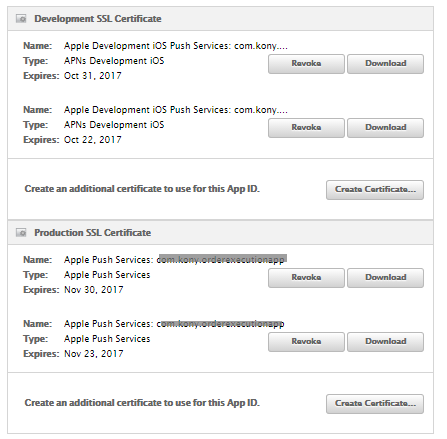 Development SSL Certificate
Name: Apple Development iOS Push Services: com.kony....
Type: APNs Development iOS
Expires: Oct 31, 2017
Revoke
Download
Name: Apple Development iOS Push Services: com.kony....
Type: APNs Development iOS
Expires: Oct 22, 2017
Revoke
Download
Create an additional certificate to use for this App ID.
Create Certificate...
Production SSL Certificate
Name: Apple Push Services: com.kony.orderexecutionapp
Type: Apple Push Services
Expires: Nov 30, 2017
Revoke
Download
Name: Apple Push Services: com.kony.orderexecutionapp
Type: Apple Push Services
Expires: Nov 23, 2017
Revoke
Download
Create an additional certificate to use for this App ID.
Create Certificate...